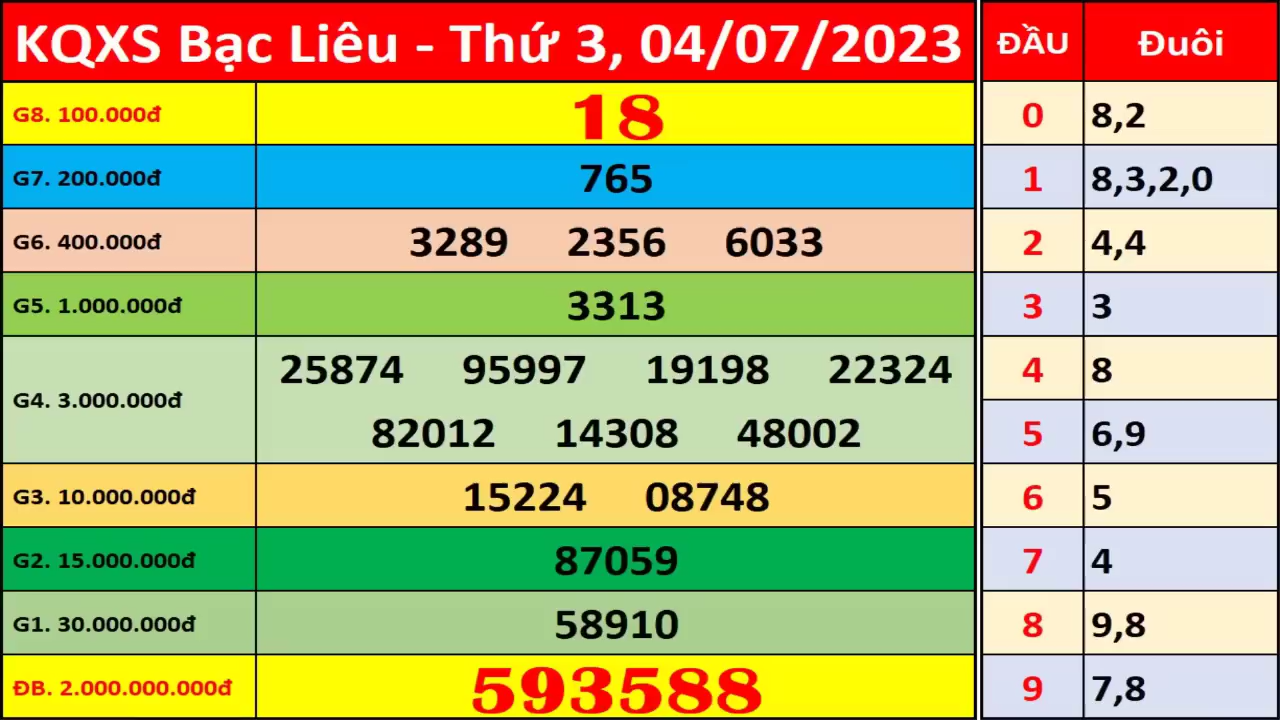 KQXS Bạc Liêu - Thứ 3, 04/07/2023
G8. 100.000đ 18
G7. 200.000đ 765
G6. 400.000đ 3289 2356 6033
G5. 1.000.000đ 3313
G4. 3.000.000đ 25874 95997 19198 22324
82012 14308 48002
G3. 10.000.000đ 15224 08748
G2. 15.000.000đ 87059
G1. 30.000.000đ 58910
ĐB. 2.000.000.000đ 593588
ĐẦU Đuôi
0 8,2
1 8,3,2,0
2 4,4
3 3
4 8
5 6,9
6 5
7 4
8 9,8
9 7,8